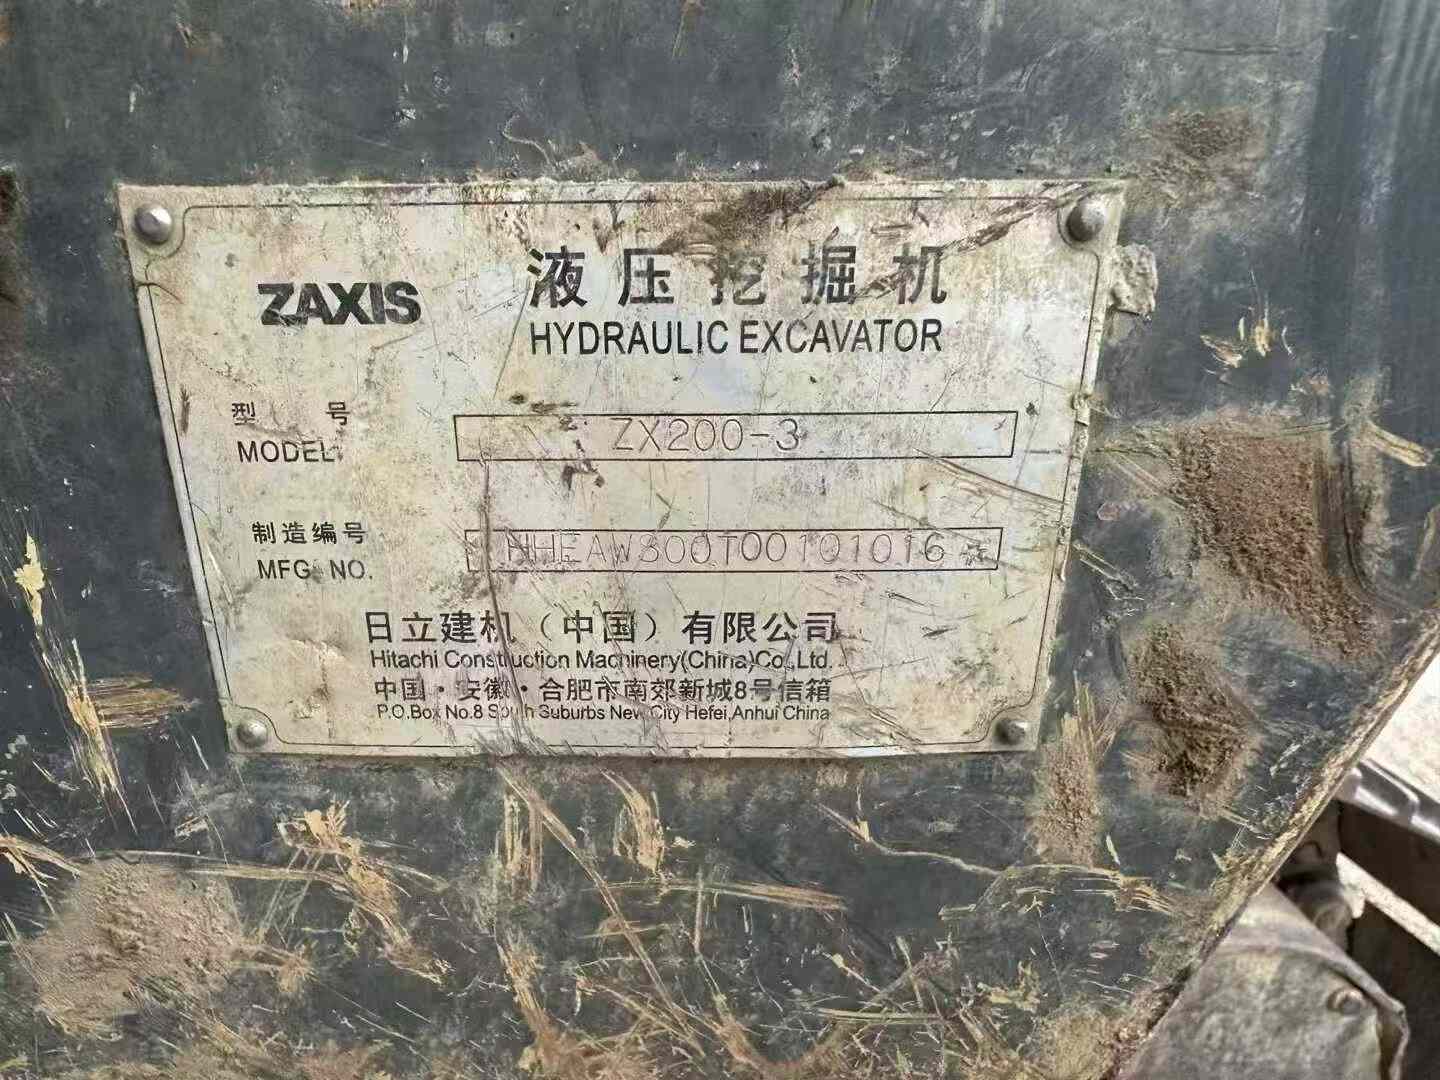 ZAXIS
液压挖掘机
HYDRAULIC EXCAVATOR
型 号
MODEL
ZX200-3
制造编号
MFG NO.
HHEAW800T00101016
日立建机（中国）有限公司
Hitachi Construction Machinery(China)Co.,Ltd.
中国·安徽·合肥市南郊新城8号信箱
P.O.Box No.8 South Suburbs New City Hefei,Anhui China